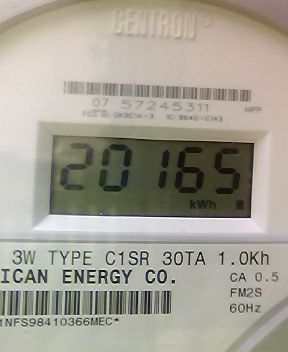 CENTRON
07 57245311
20165
kWh
3W TYPE C1SR 30TA 1.0Kh
ICAN ENERGY CO.
CA 0.5
FM2S
60Hz
1NFS98410366MEC*